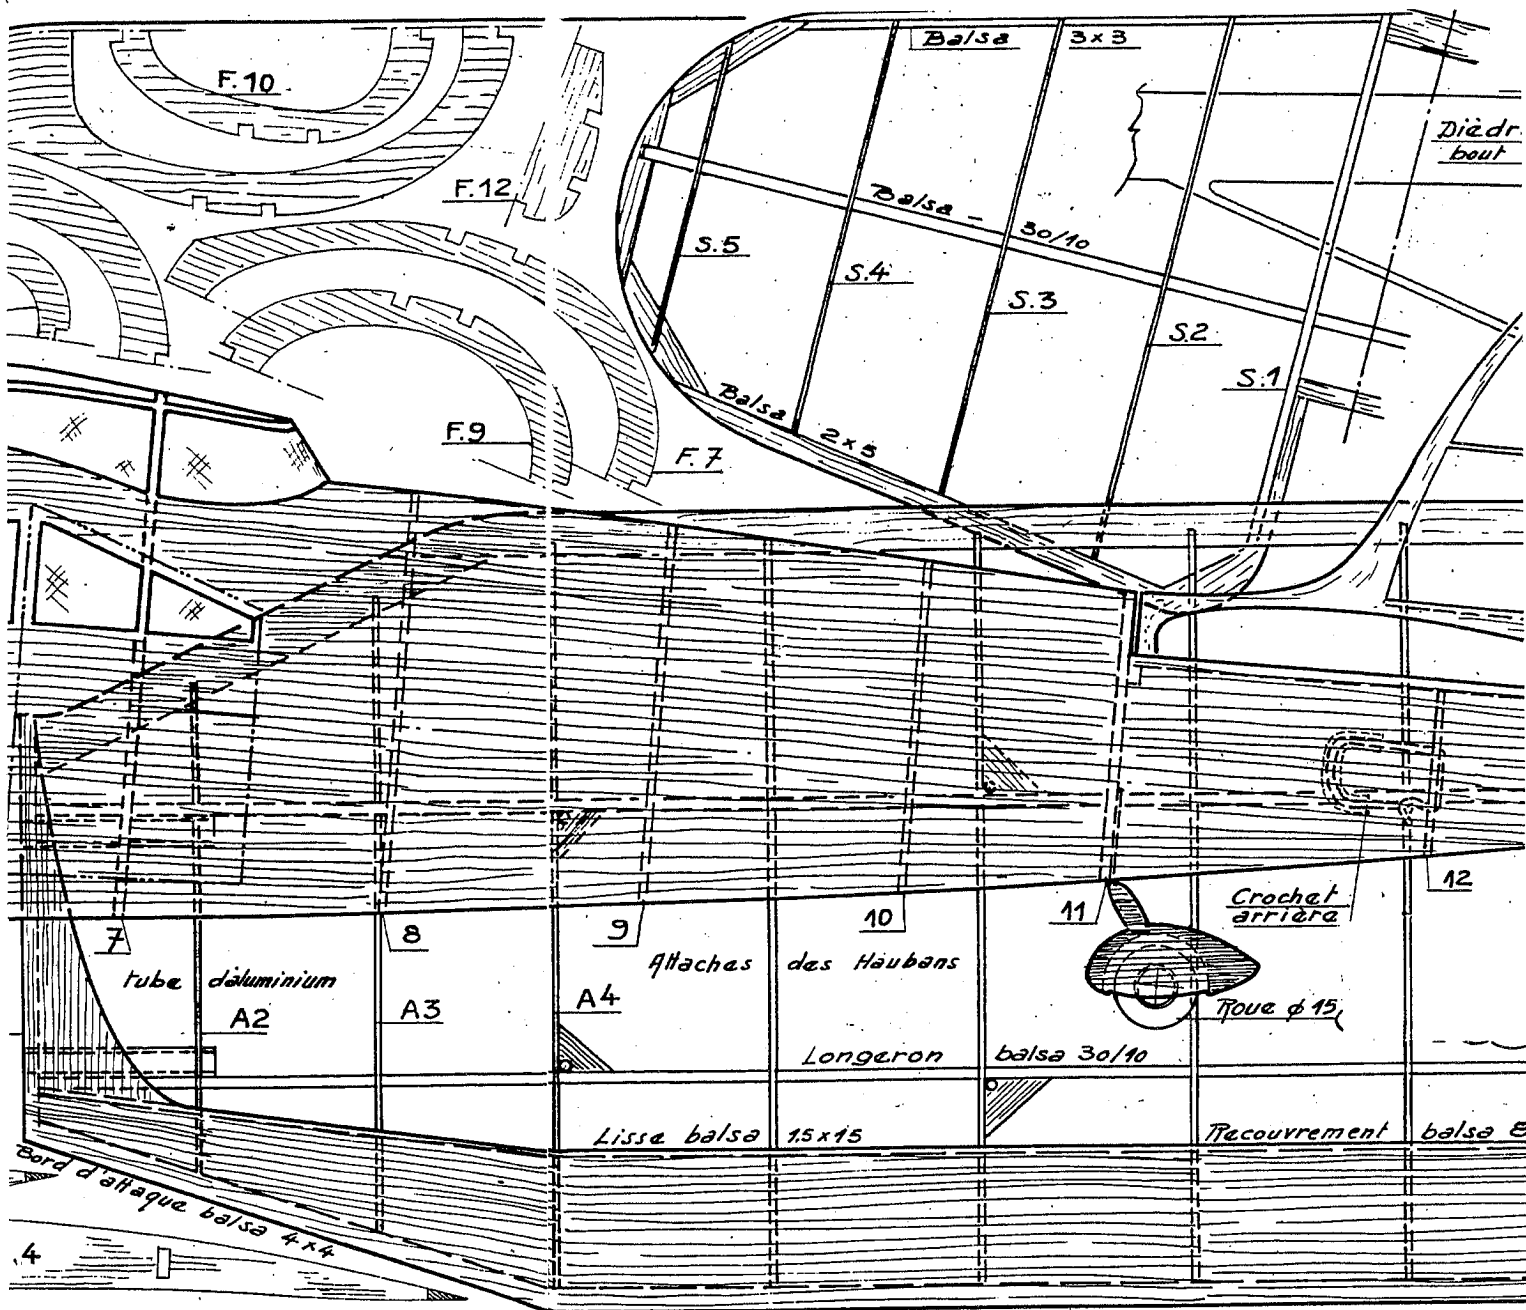 F.10
Balsa 3x3
Dièdr
bout
F.12
Balsa - 30/10
S.5
S.4
S.3
S.2
S.1
Balsa 2x5
F.9
F.7
7
8
9
10
11
12
Crochet
arrière
tube d'aluminium
Attaches des Haubans
A2
A3
A4
Roue φ 15
Longeron balsa 30/10
Lisse balsa 15x15
Recouvrement balsa 8
Bord d'attaque balsa 4x4
.4